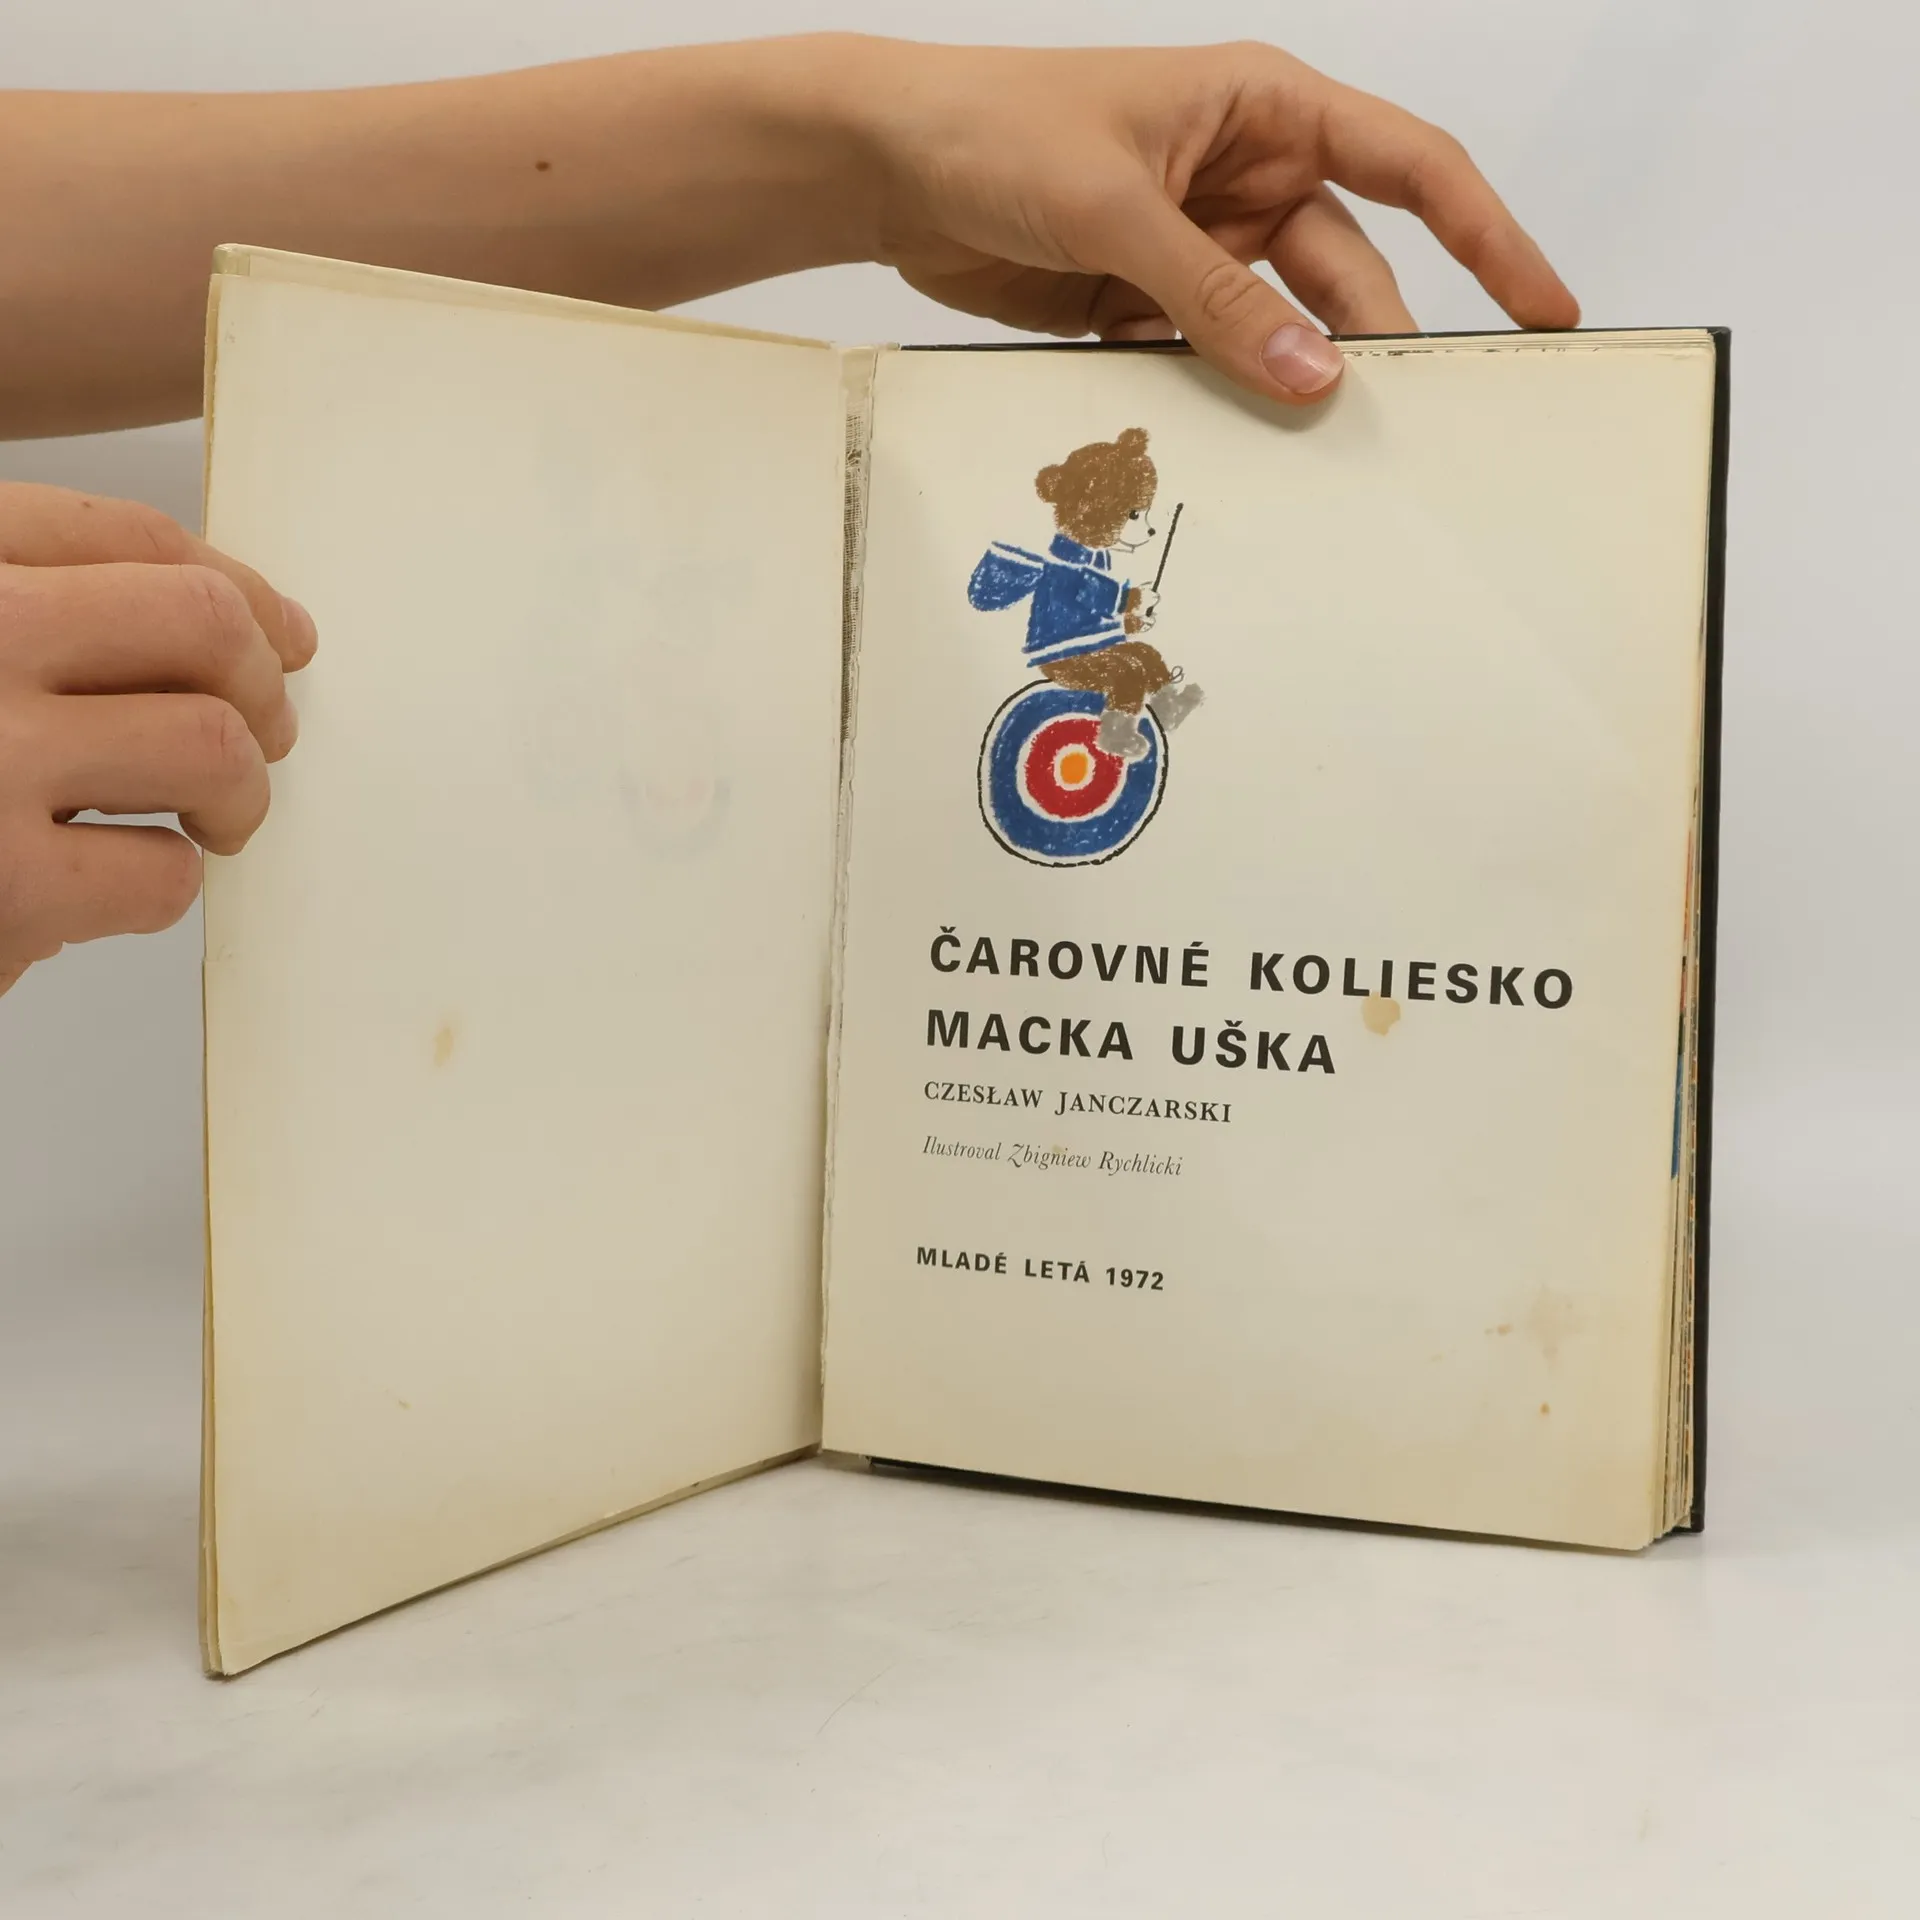 ČAROVNÉ KOLIESKO
MACKA UŠKA
CZESŁAW JANCZARSKI
Ilustroval Zbigniew Rychlicki
MLADÉ LETÁ 1972